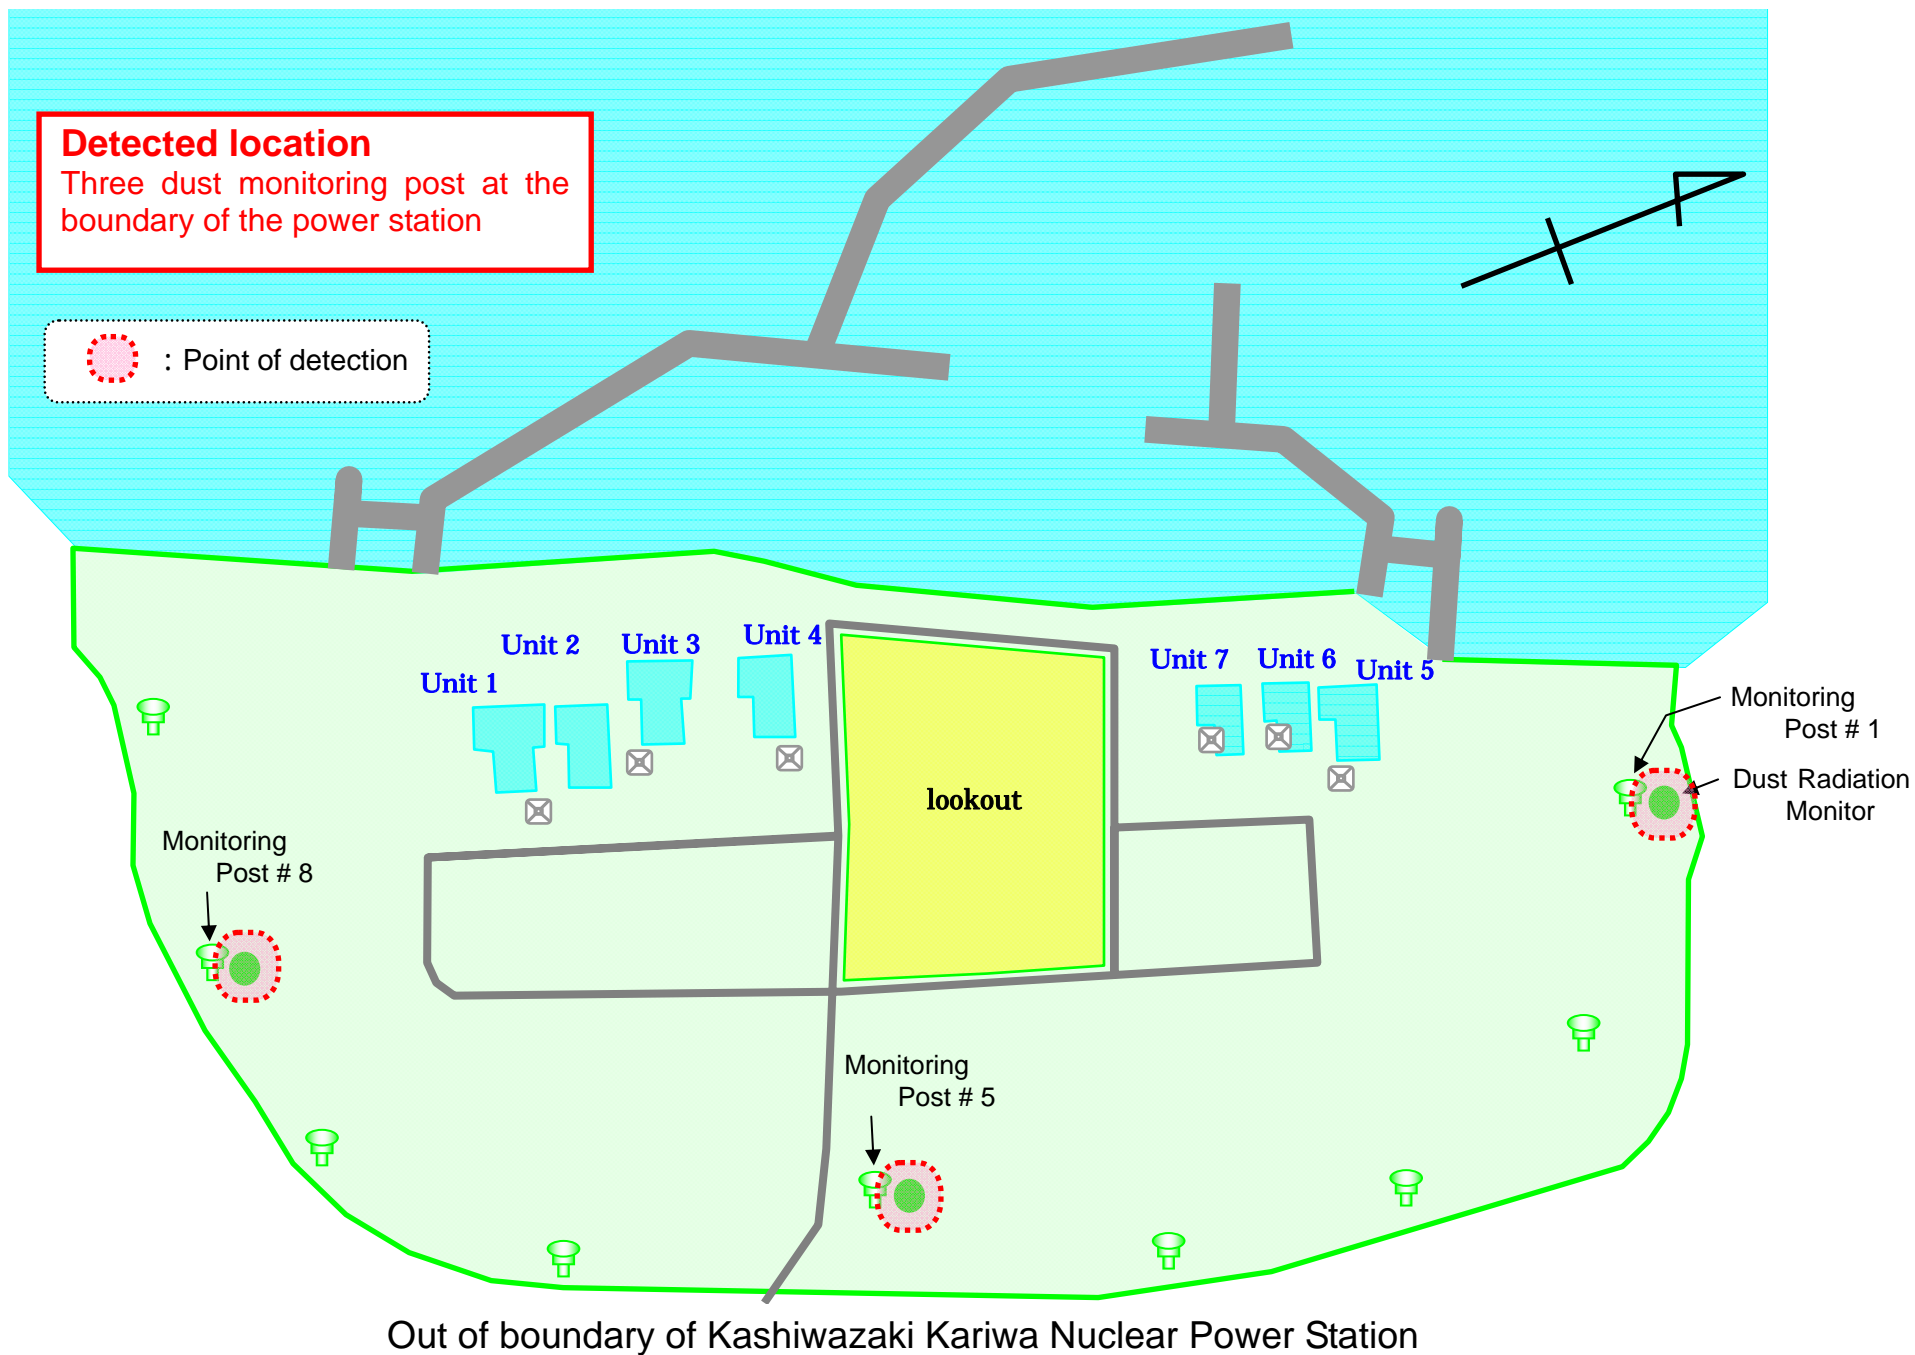 Detected location
Three dust monitoring post at the
boundary of the power station
: Point of detection
Unit 1
Unit 2
Unit 3
Unit 4
Unit 7
Unit 6
Unit 5
lookout
Monitoring
Post # 1
Dust Radiation
Monitor
Monitoring
Post # 8
Monitoring
Post # 5
Out of boundary of Kashiwazaki Kariwa Nuclear Power Station